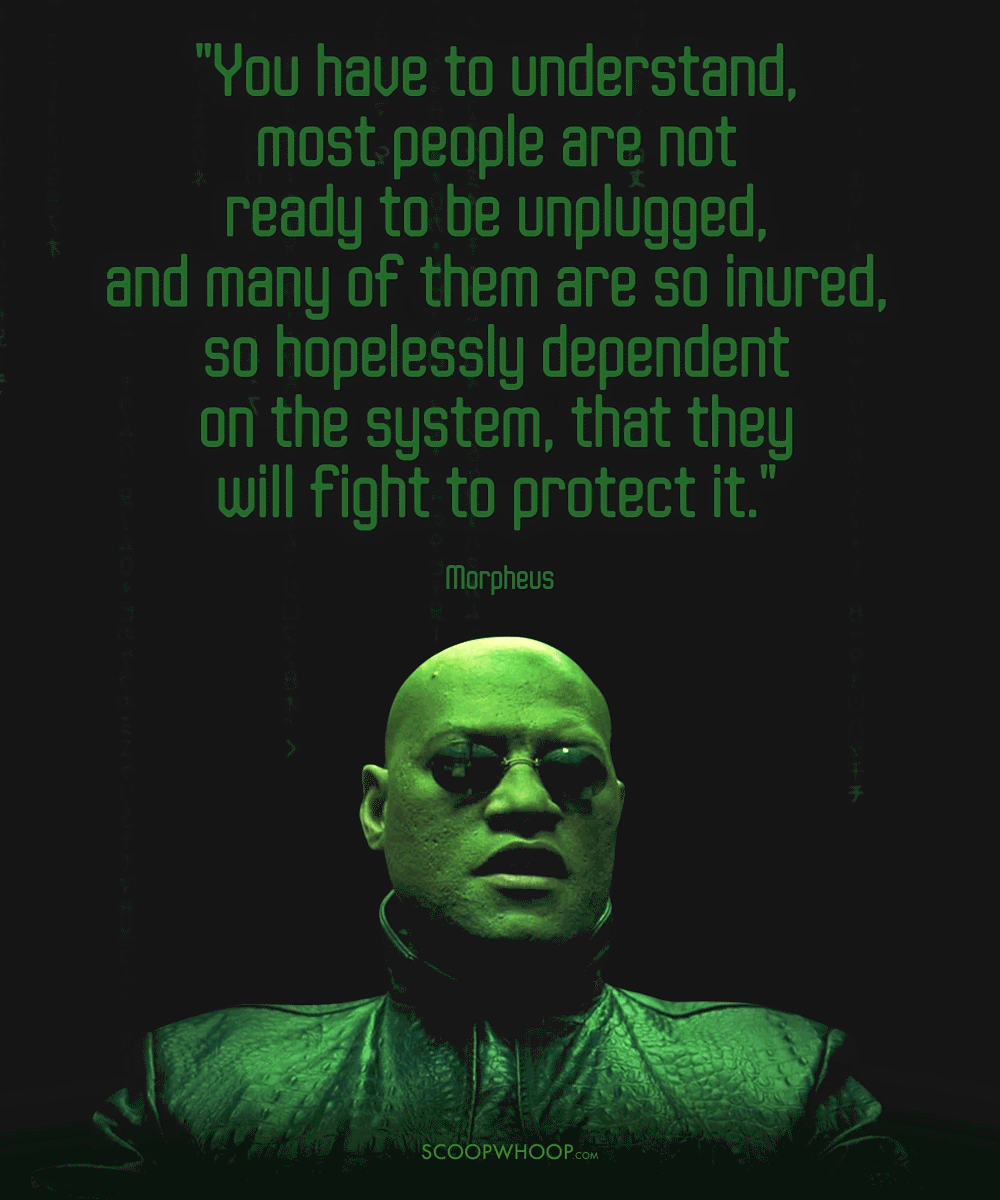 "You have to understand,
most people are not
ready to be unplugged,
and many of them are so inured,
so hopelessly dependent
on the system, that they
will fight to protect it."
Morpheus
SCOOPWHOOP.COM